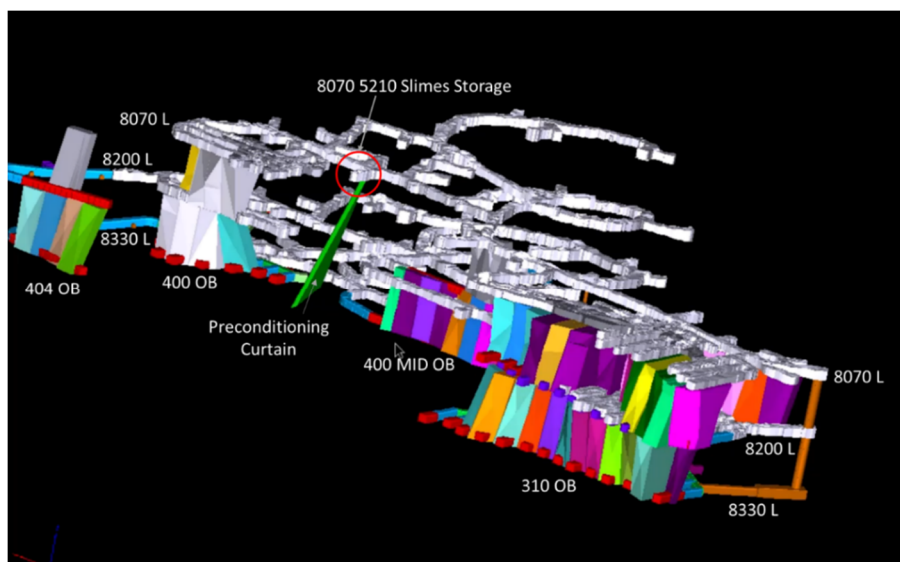 8070 5210 Slimes Storage
8070 L
8200 L
8330 L
404 OB
400 OB
Preconditioning
Curtain
400 MID OB
8070 L
8200 L
310 OB
8330 L